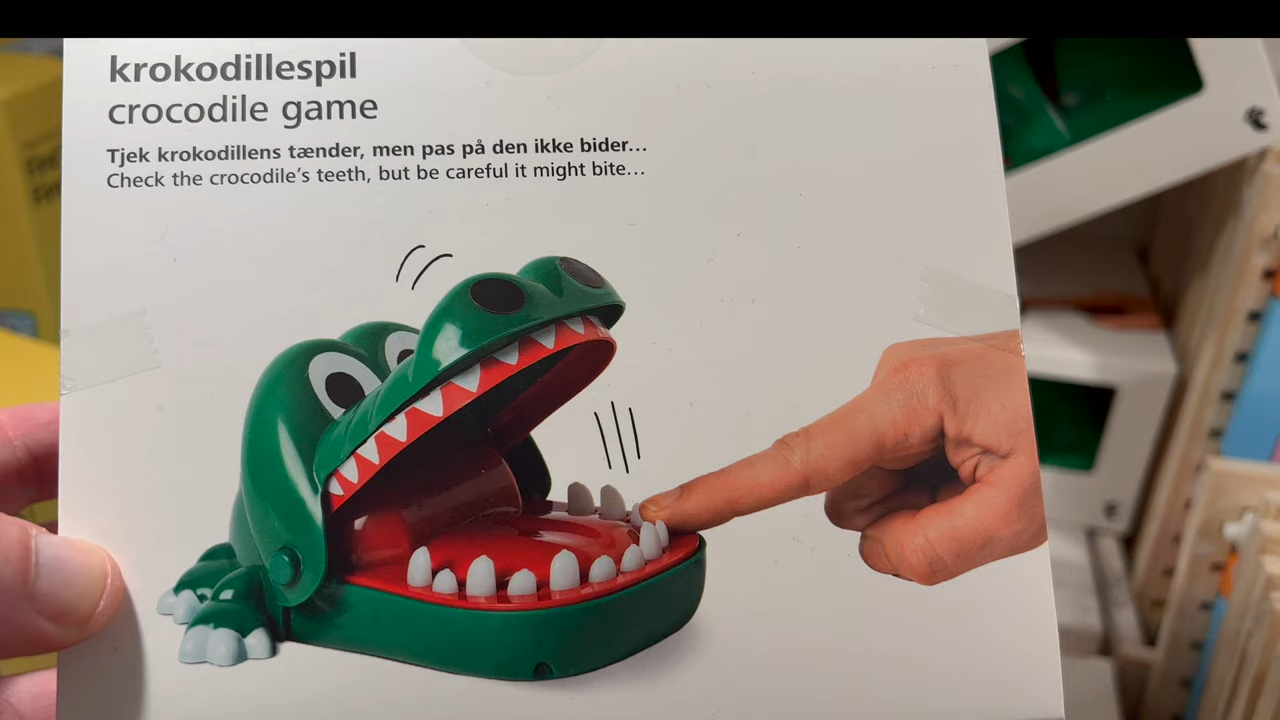 krokodillespil
crocodile game
Tjek krokodillens tænder, men pas på den ikke bider...
Check the crocodile's teeth, but be careful it might bite...